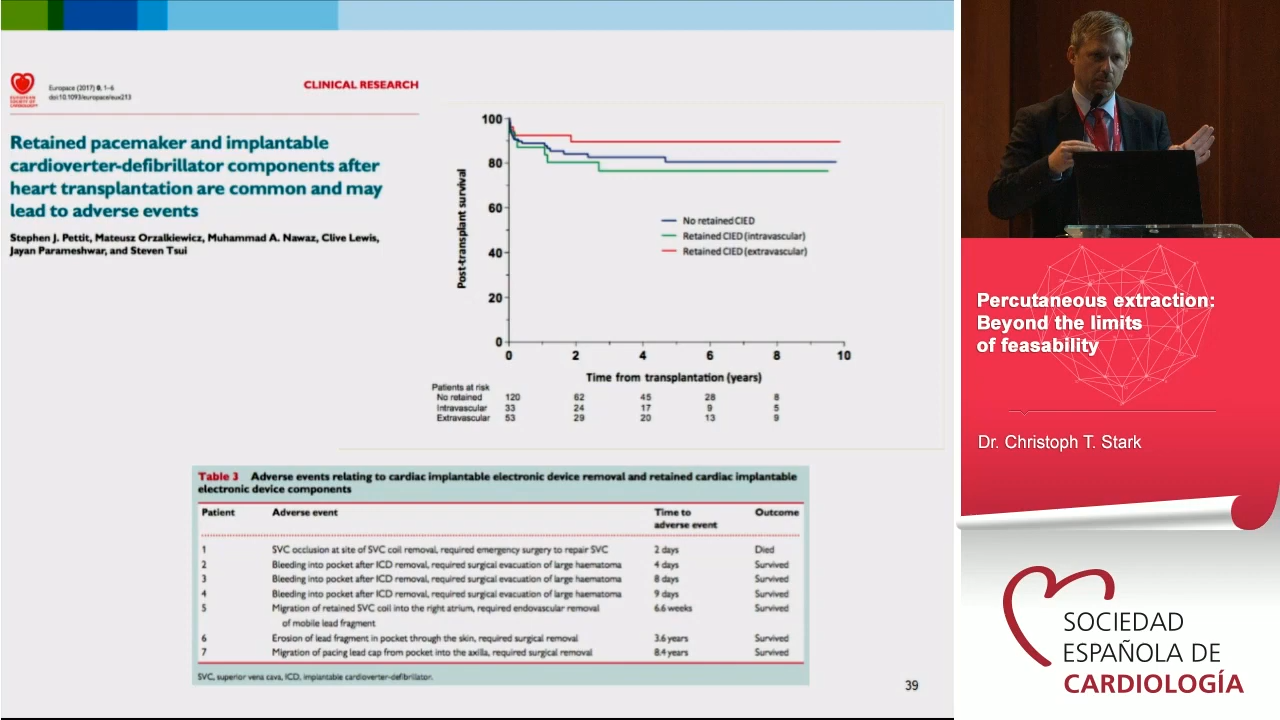 EUROPEAN
SOCIETY OF
CARDIOLOGY
Europace (2017) 0, 1–6
doi:10.1093/europace/eux213
CLINICAL RESEARCH
Retained pacemaker and implantable
cardioverter-defibrillator components after
heart transplantation are common and may
lead to adverse events
Stephen J. Pettit, Mateusz Orzalkiewicz, Muhammad A. Nawaz, Clive Lewis,
Jayan Parameshwar, and Steven Tsui
Post-transplant survival
100
80
60
40
20
0
No retained CIED
Retained CIED (intravascular)
Retained CIED (extravascular)
0 2 4 6 8 10
Time from transplantation (years)
Patients at risk
No retained 120 62 45 28 8
Intravascular 33 24 17 9 5
Extravascular 53 29 20 13 9
Table 3 Adverse events relating to cardiac implantable electronic device removal and retained cardiac implantable
electronic device components
Patient Adverse event Time to adverse event Outcome
1 SVC occlusion at site of SVC coil removal, required emergency surgery to repair SVC 2 days Died
2 Bleeding into pocket after ICD removal, required surgical evacuation of large haematoma 4 days Survived
3 Bleeding into pocket after ICD removal, required surgical evacuation of large haematoma 8 days Survived
4 Bleeding into pocket after ICD removal, required surgical evacuation of large haematoma 9 days Survived
5 Migration of retained SVC coil into the right atrium, required endovascular removal 6.6 weeks Survived
of mobile lead fragment
6 Erosion of lead fragment in pocket through the skin, required surgical removal 3.6 years Survived
7 Migration of pacing lead cap from pocket into the axilla, required surgical removal 8.4 years Survived
SVC, superior vena cava, ICD, implantable cardioverter-defibrillator.
39
Percutaneous extraction:
Beyond the limits
of feasability
Dr. Christoph T. Stark
SOCIEDAD
ESPAÑOLA DE
CARDIOLOGÍA